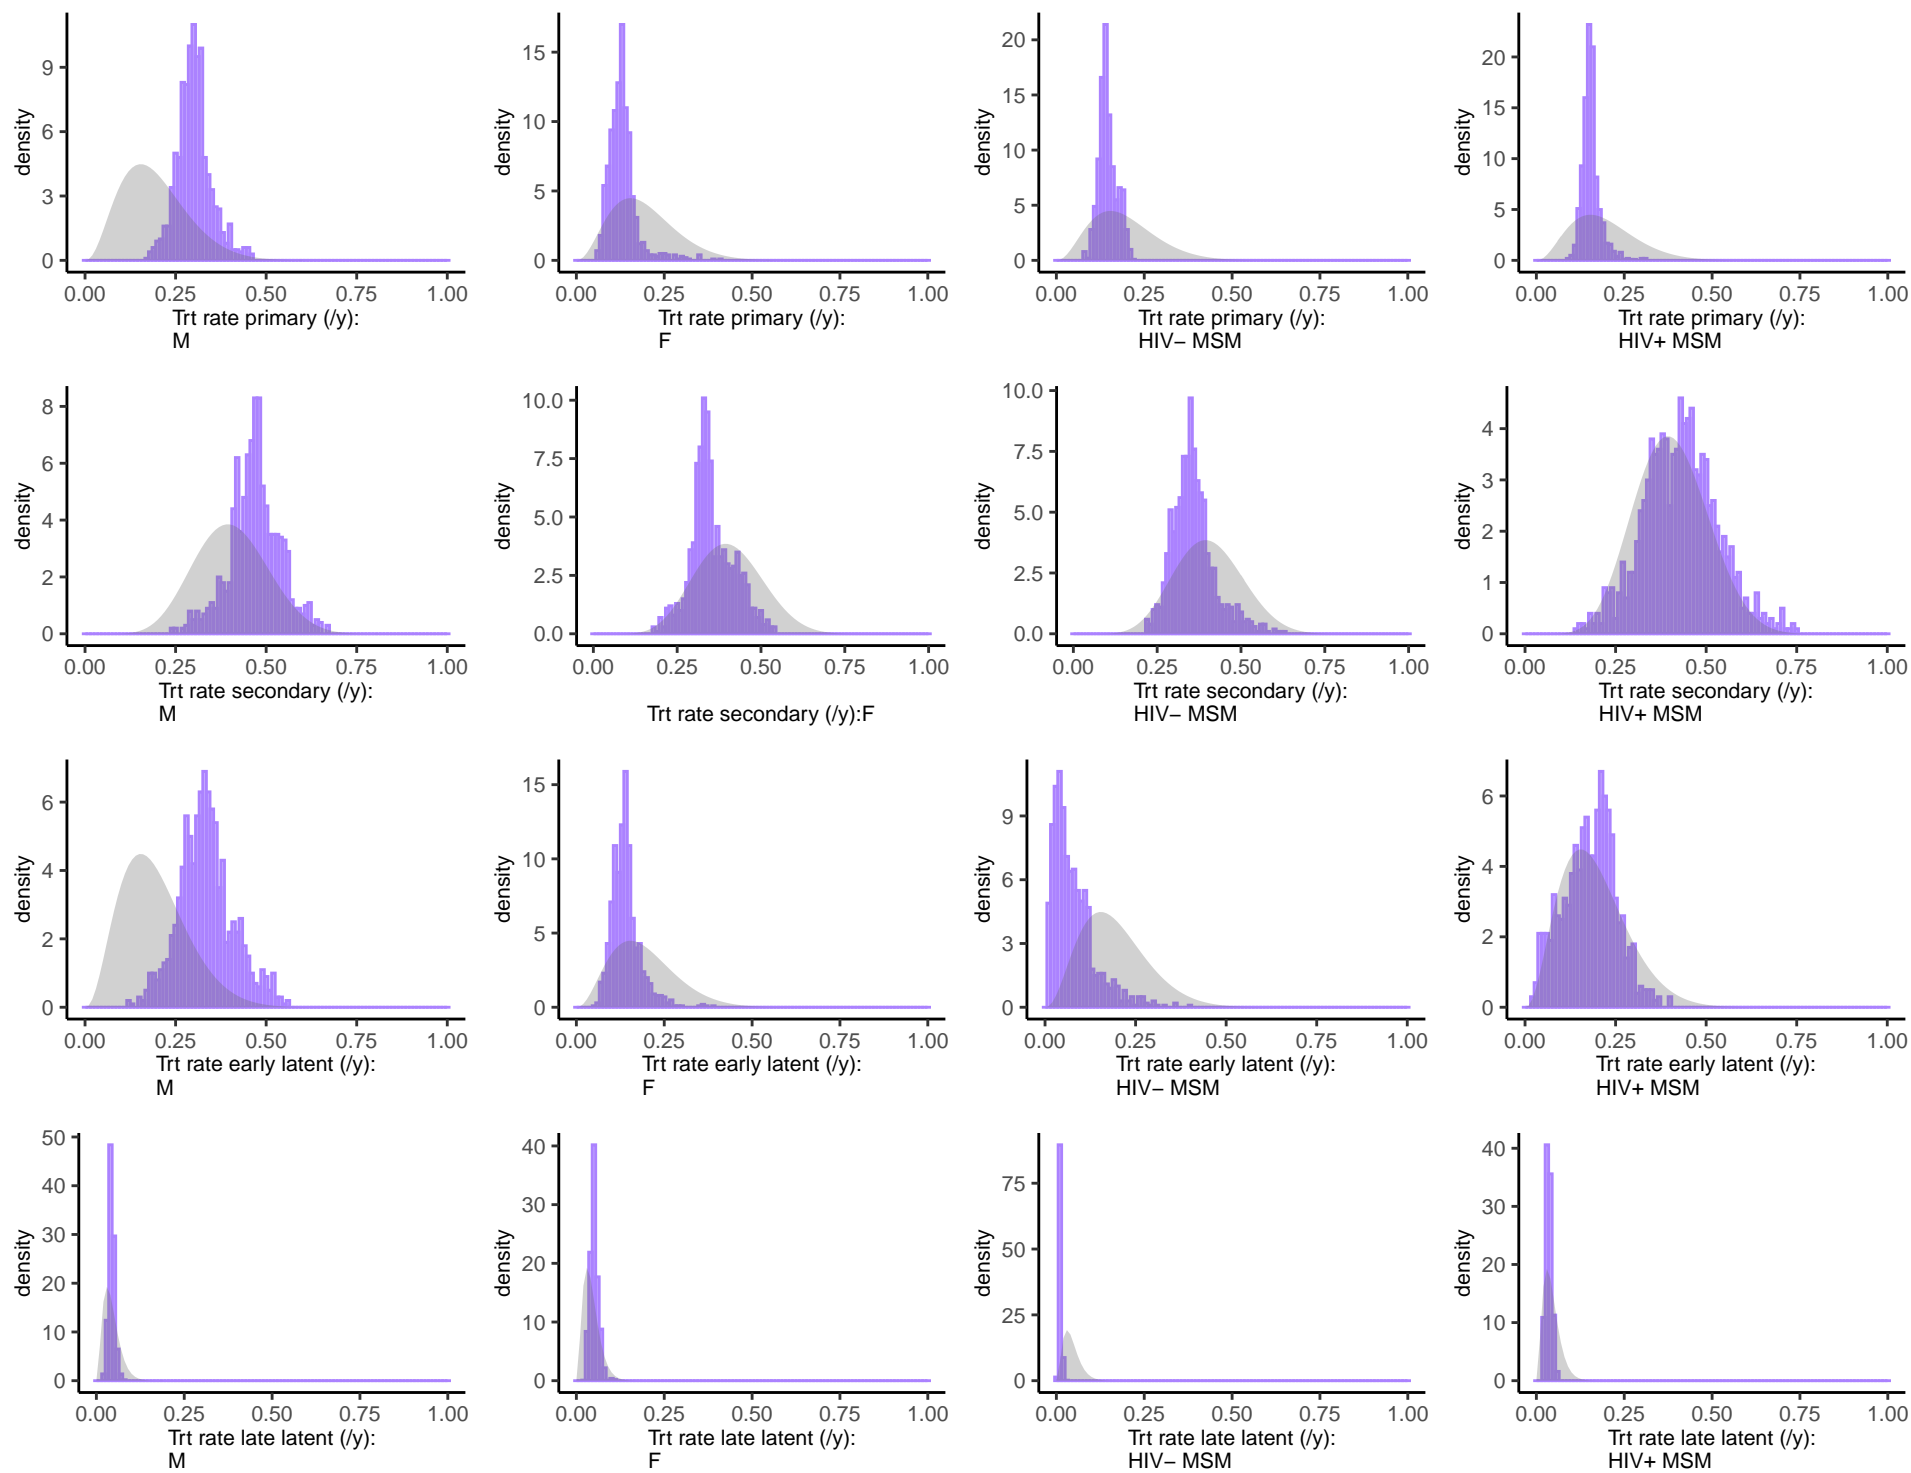 density
9
6
3
0
0.00 0.25 0.50 0.75 1.00
Trt rate primary (/y):
M
density
15
10
5
0
0.00 0.25 0.50 0.75 1.00
Trt rate primary (/y):
F
density
20
15
10
5
0
0.00 0.25 0.50 0.75 1.00
Trt rate primary (/y):
HIV− MSM
density
20
15
10
5
0
0.00 0.25 0.50 0.75 1.00
Trt rate primary (/y):
HIV+ MSM
density
8
6
4
2
0
0.00 0.25 0.50 0.75 1.00
Trt rate secondary (/y):
M
density
10.0
7.5
5.0
2.5
0.0
0.00 0.25 0.50 0.75 1.00
Trt rate secondary (/y):F
density
10.0
7.5
5.0
2.5
0.0
0.00 0.25 0.50 0.75 1.00
Trt rate secondary (/y):
HIV− MSM
density
4
3
2
1
0
0.00 0.25 0.50 0.75 1.00
Trt rate secondary (/y):
HIV+ MSM
density
6
4
2
0
0.00 0.25 0.50 0.75 1.00
Trt rate early latent (/y):
M
density
15
10
5
0
0.00 0.25 0.50 0.75 1.00
Trt rate early latent (/y):
F
density
9
6
3
0
0.00 0.25 0.50 0.75 1.00
Trt rate early latent (/y):
HIV− MSM
density
6
4
2
0
0.00 0.25 0.50 0.75 1.00
Trt rate early latent (/y):
HIV+ MSM
density
50
40
30
20
10
0
0.00 0.25 0.50 0.75 1.00
Trt rate late latent (/y):
M
density
40
30
20
10
0
0.00 0.25 0.50 0.75 1.00
Trt rate late latent (/y):
F
density
75
50
25
0
0.00 0.25 0.50 0.75 1.00
Trt rate late latent (/y):
HIV− MSM
density
40
30
20
10
0
0.00 0.25 0.50 0.75 1.00
Trt rate late latent (/y):
HIV+ MSM